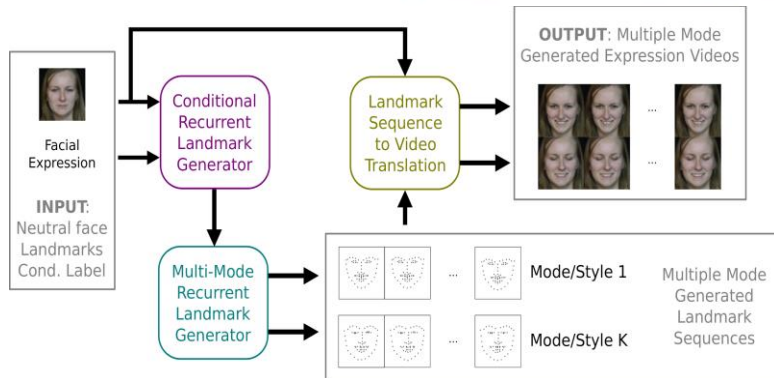 Facial
Expression
INPUT:
Neutral face
Landmarks
Cond. Label
Conditional
Recurrent
Landmark
Generator
Multi-Mode
Recurrent
Landmark
Generator
Landmark
Sequence
to Video
Translation
OUTPUT: Multiple Mode
Generated Expression Videos
...
...
...
Mode/Style 1
...
Mode/Style K
Multiple Mode
Generated
Landmark
Sequences